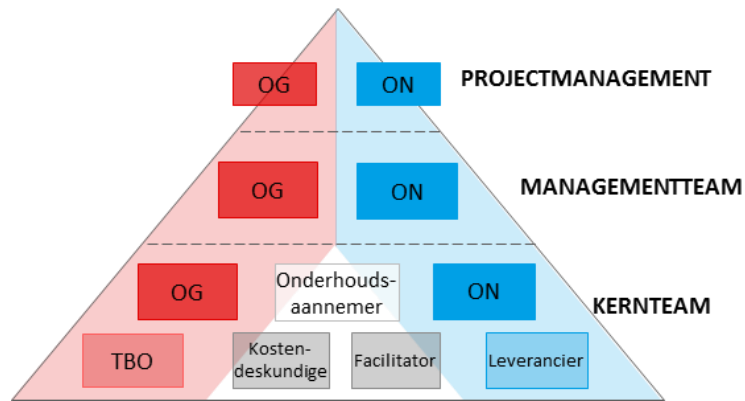 OG ON PROJECTMANAGEMENT
OG ON MANAGEMENTTEAM
OG Onderhouds-
aannemer ON KERNTEAM
TBO Kosten-
deskundige Facilitator Leverancier